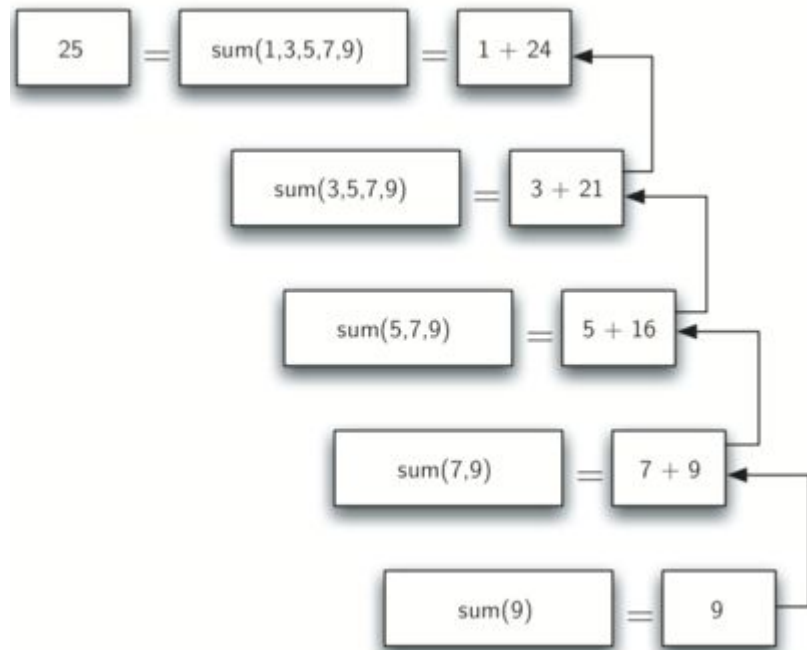 25 = sum(1,3,5,7,9) = 1 + 24
sum(3,5,7,9) = 3 + 21
sum(5,7,9) = 5 + 16
sum(7,9) = 7 + 9
sum(9) = 9